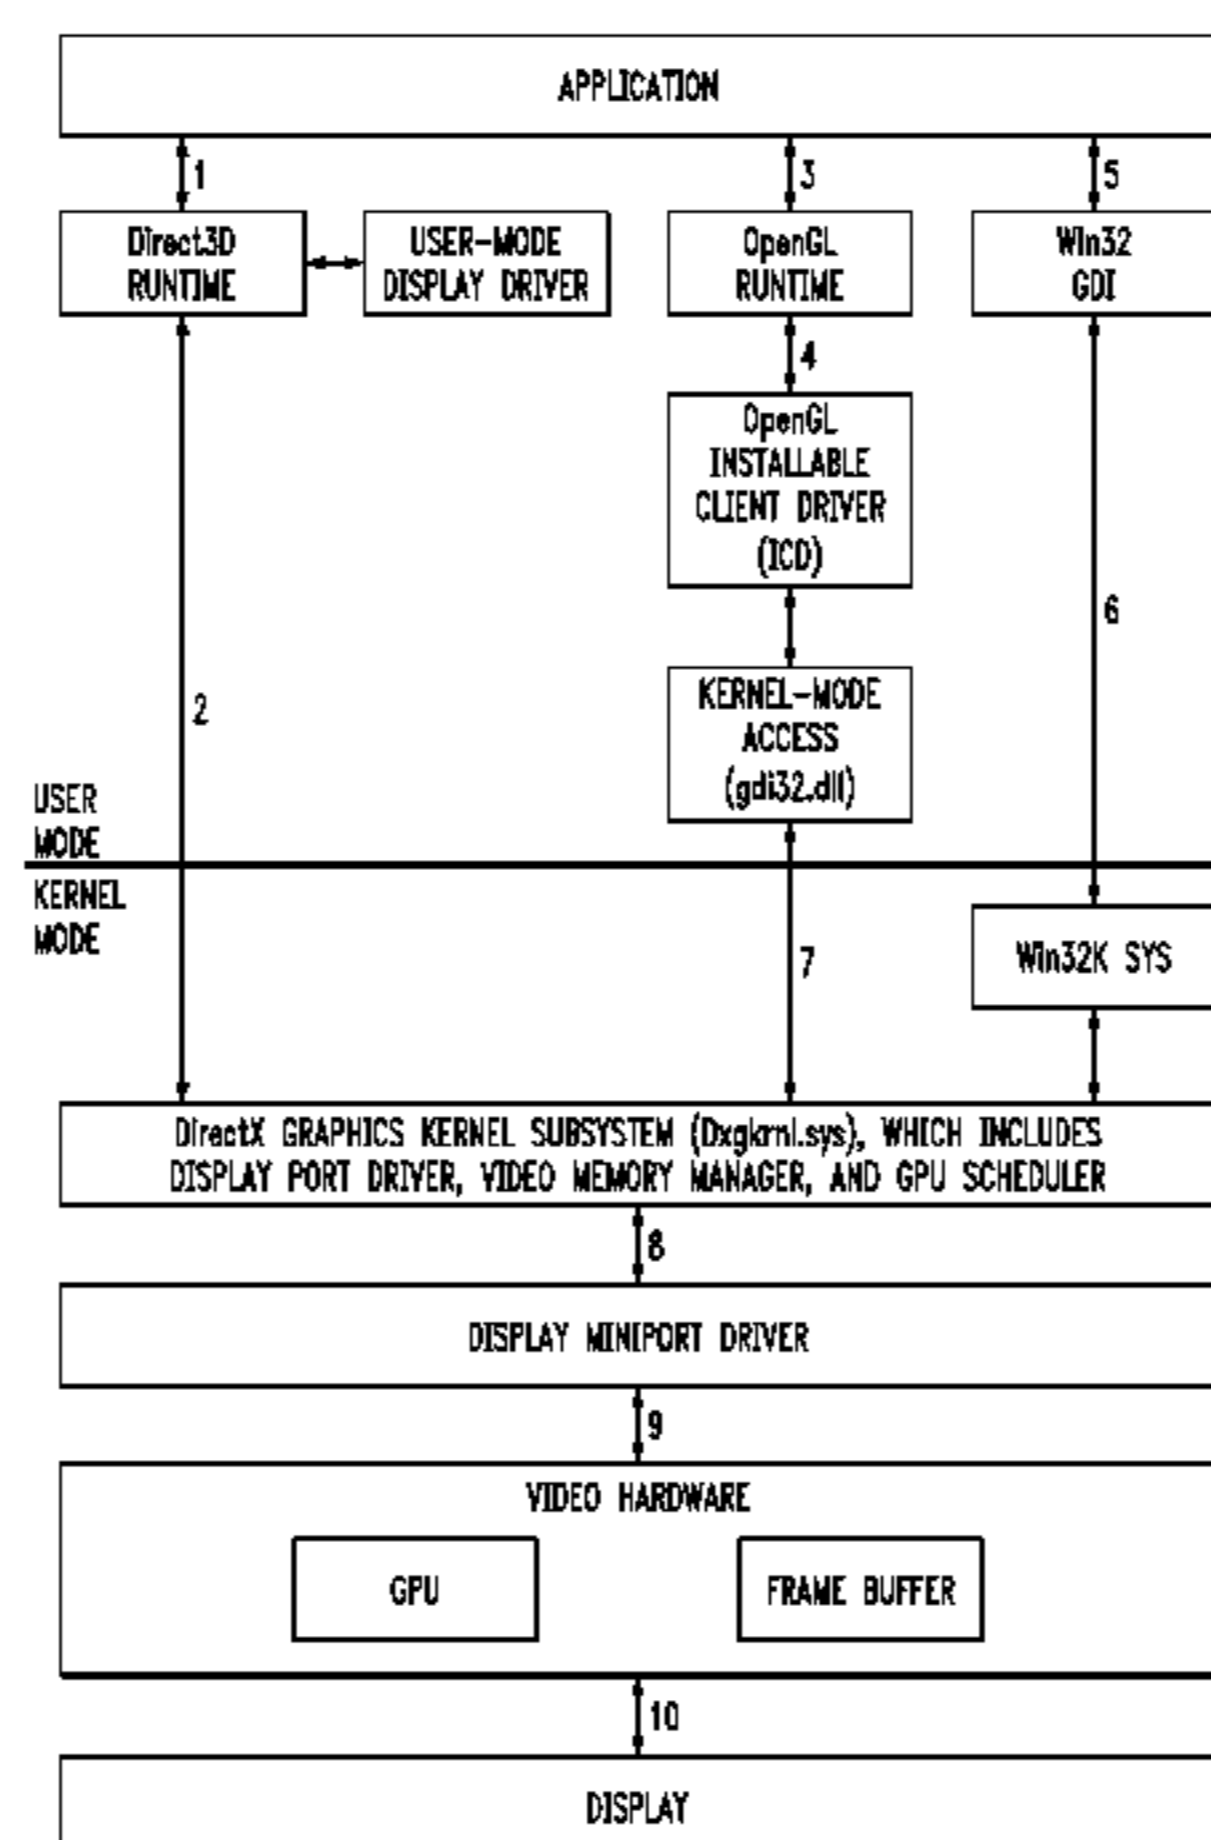 APPLICATION
1
3
5
Direct3D
RUNTIME
USER-MODE
DISPLAY DRIVER
OpenGL
RUNTIME
Win32
GDI
4
OpenGL
INSTALLABLE
CLIENT DRIVER
(ICD)
6
2
KERNEL-MODE
ACCESS
(gdi32.dll)
USER
MODE
KERNEL
MODE
7
Win32K SYS
DirectX GRAPHICS KERNEL SUBSYSTEM (Dxgkrnl.sys), WHICH INCLUDES
DISPLAY PORT DRIVER, VIDEO MEMORY MANAGER, AND GPU SCHEDULER
8
DISPLAY MINIPORT DRIVER
9
VIDEO HARDWARE
GPU
FRAME BUFFER
10
DISPLAY